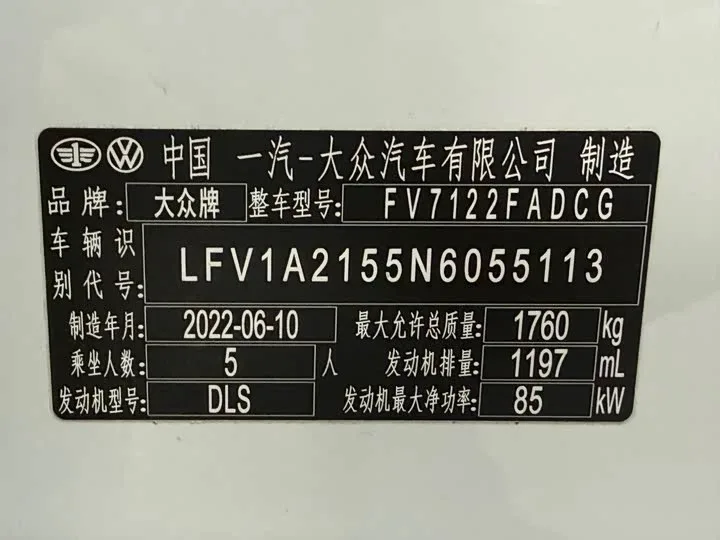 中国 一汽-大众汽车有限公司 制造
品牌: 大众牌 整车型号: FV7122FADCG
车辆识别代号: LFV1A2155N6055113
制造年月: 2022-06-10 最大允许总质量: 1760 kg
乘坐人数: 5 人 发动机排量: 1197 mL
发动机型号: DLS 发动机最大净功率: 85 kW